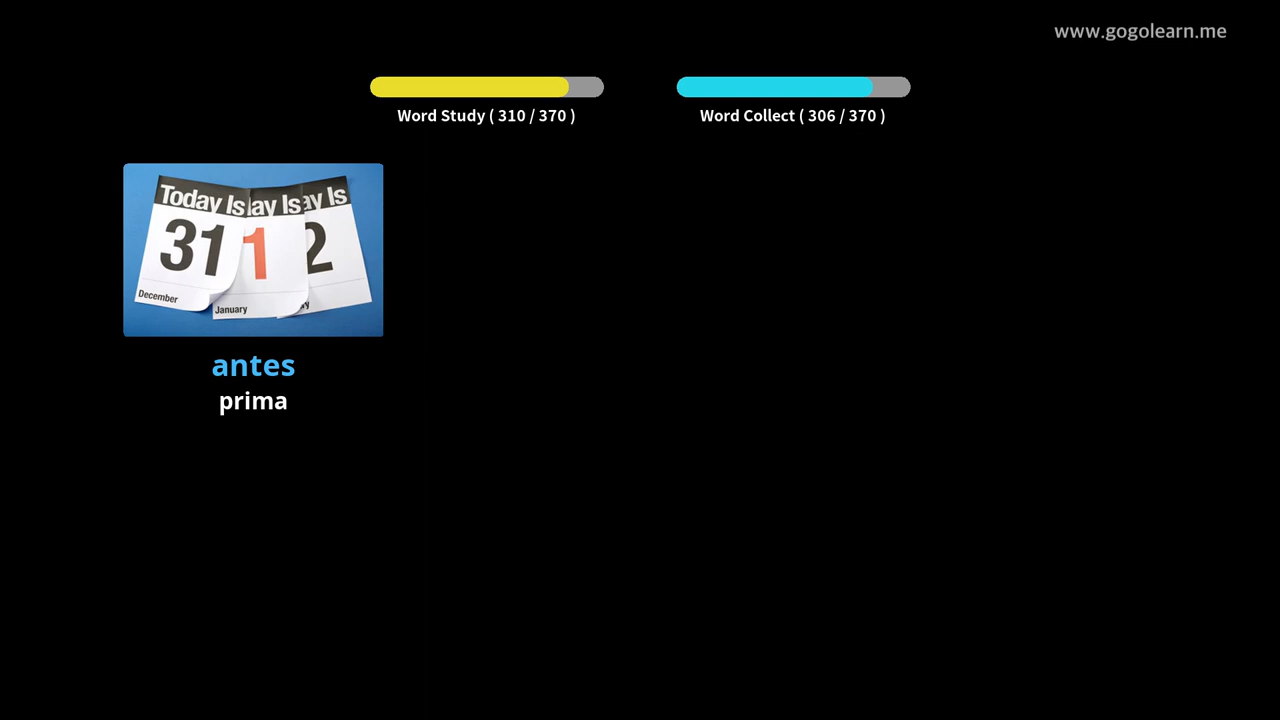 www.gogolearn.me
Word Study ( 310 / 370 )
Word Collect ( 306 / 370 )
Today Is
ay Is
ay Is
31
1
2
December
January
ry
antes
prima